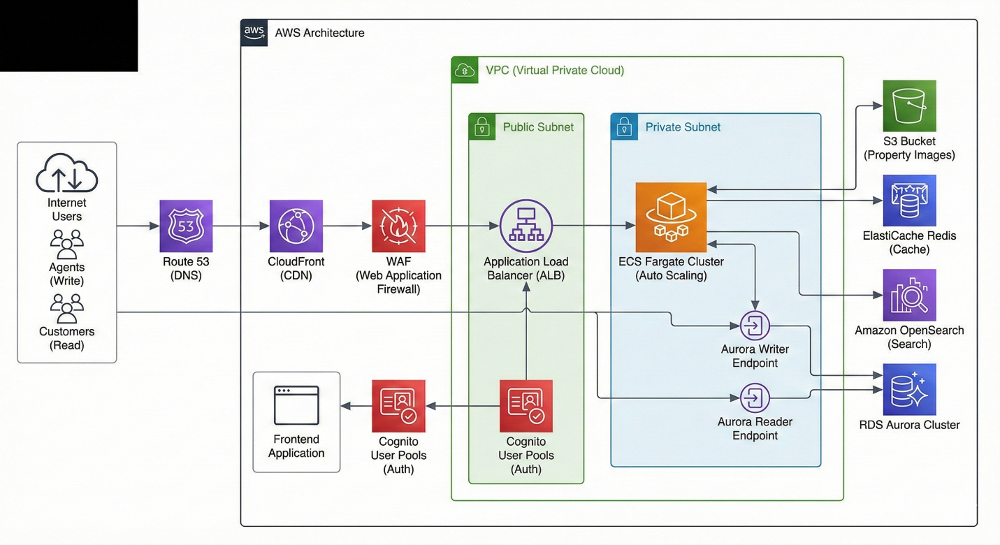 aws
AWS Architecture
VPC (Virtual Private Cloud)
Public Subnet
Private Subnet
Internet
Users
Agents
(Write)
Customers
(Read)
53
Route 53
(DNS)
CloudFront
(CDN)
WAF
(Web Application
Firewall)
Application Load
Balancer (ALB)
ECS Fargate Cluster
(Auto Scaling)
S3 Bucket
(Property Images)
ElastiCache Redis
(Cache)
Amazon OpenSearch
(Search)
RDS Aurora Cluster
Aurora Writer
Endpoint
Aurora Reader
Endpoint
Frontend
Application
Cognito
User Pools
(Auth)
Cognito
User Pools
(Auth)